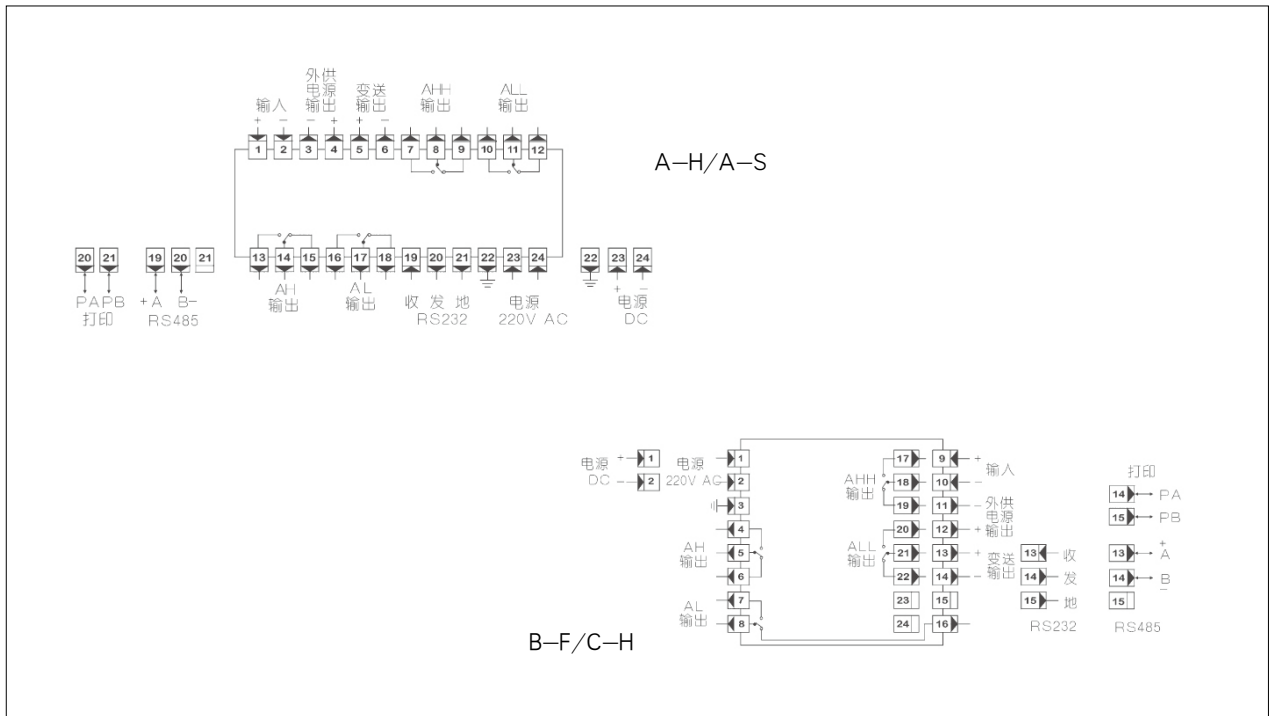 外供
电源
输出
变送
输出
AHH
输出
ALL
输出
输入
+ − − + + −
1 2 3 4 5 6 7 8 9 10 11 12
A–H/A–S
20 21 19 20 21 13 14 15 16 17 18 19 20 21 22 23 24 22 23 24
PA PB +A B−
打印 RS485
AH
输出
AL
输出
收 发 地
RS232
电源
220V AC
+ −
电源
DC
电源 + 1
DC − 2
电源 1
220V AC 2
3
4
AH 5
输出
6
7
AL
输出 8
AHH
输出
17
18
19
ALL
输出
20
21
22
23
24
9 +
10 −
输入
11 −
12 +
外供
电源
输出
13 +
14 −
变送
输出
15
16
13 收
14 发
15 地
RS232
打印
14 PA
15 PB
+
13 A
14 B
−
15
RS485
B–F/C–H